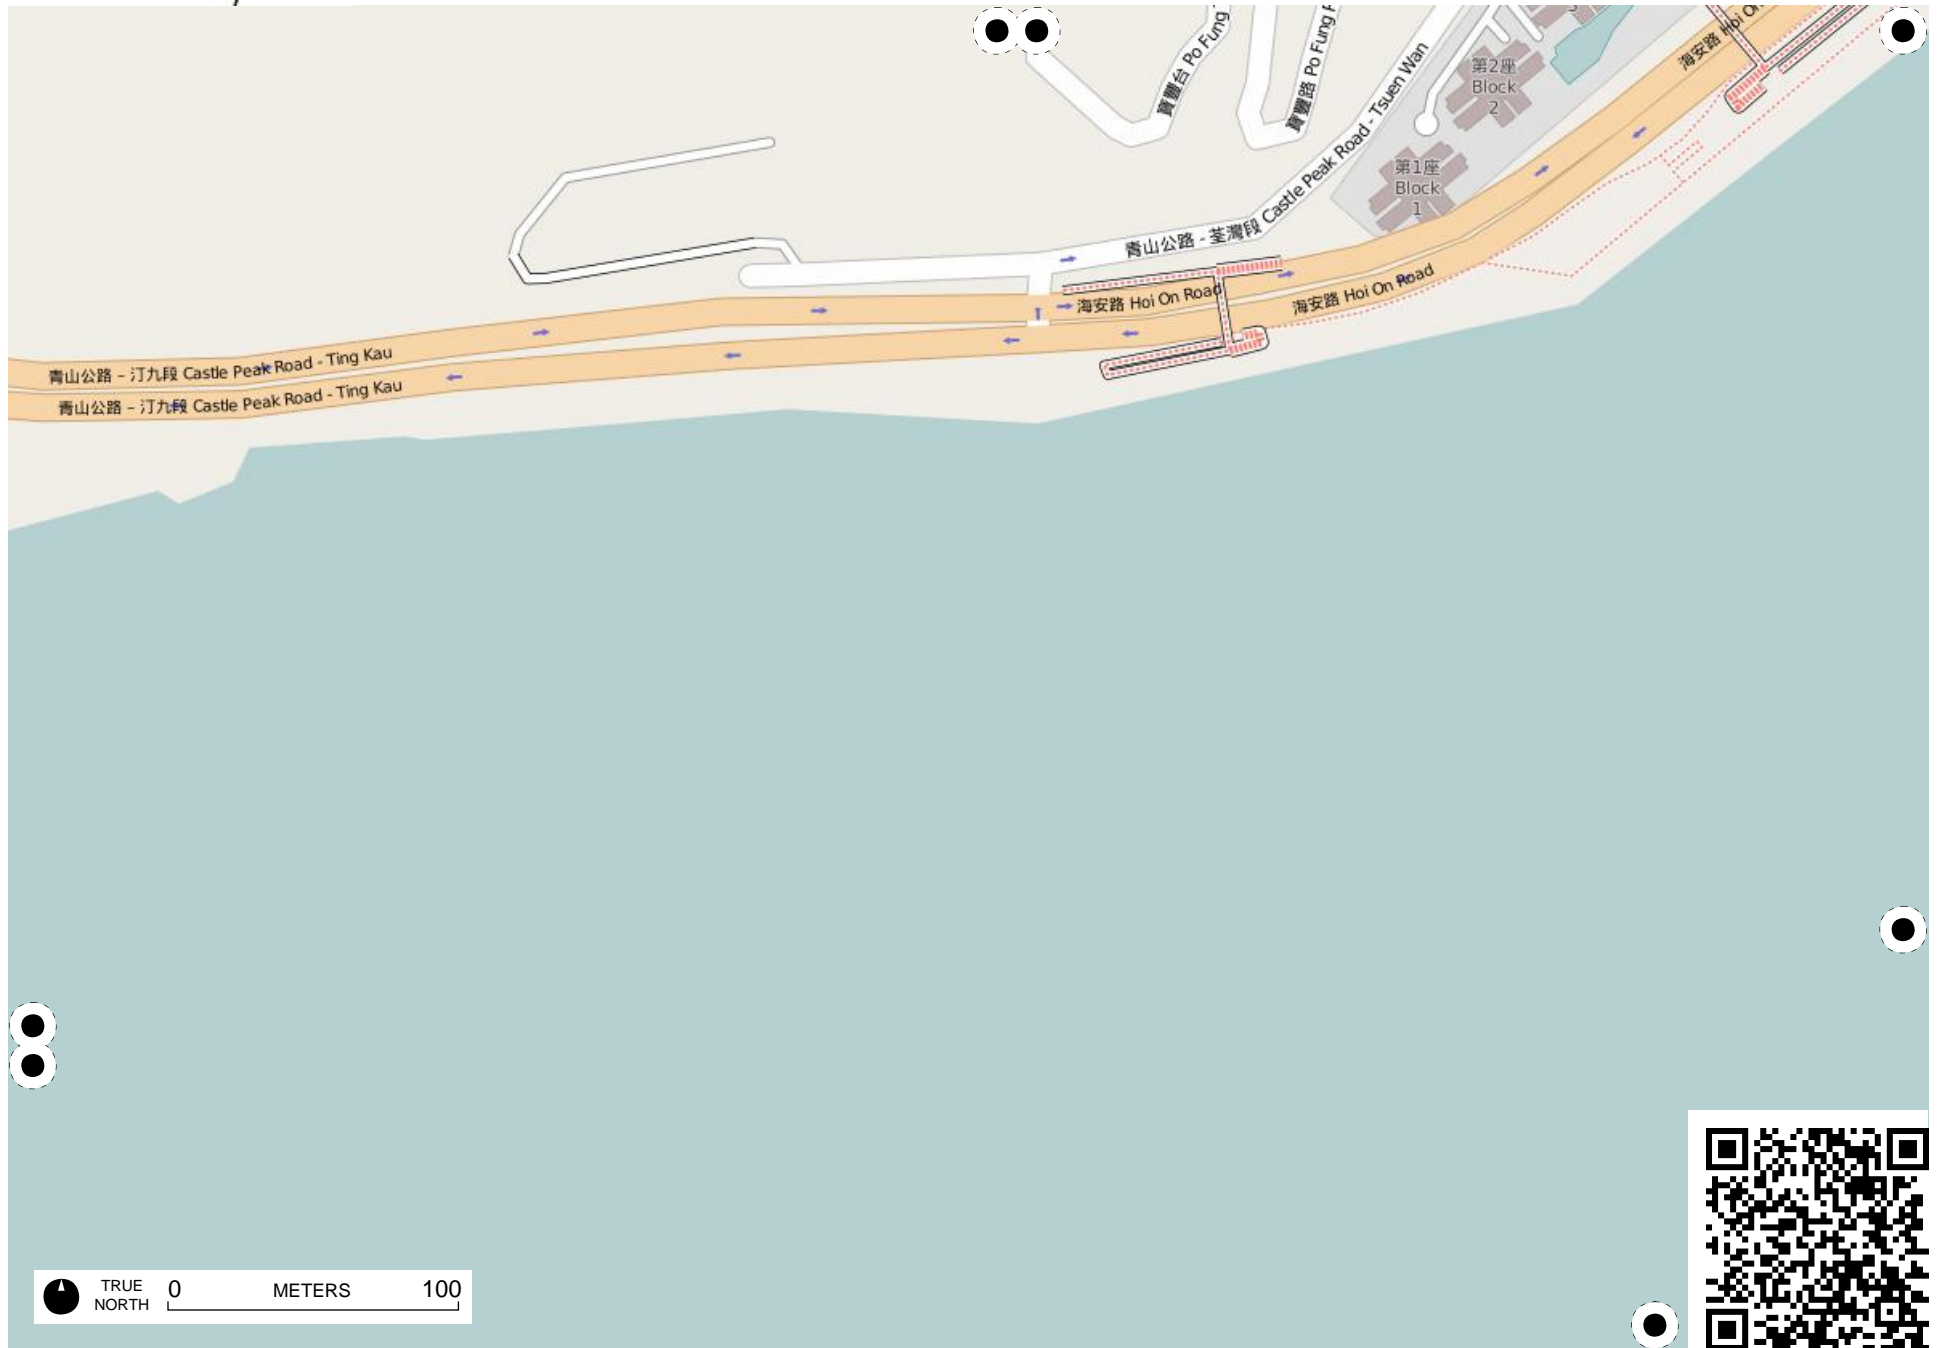 寶豐台 Po Fung
寶豐路 Po Fung
青山公路 - 荃灣段 Castle Peak Road - Tsuen Wan
第2座
Block
2
第1座
Block
1
海安路 Hoi On
海安路 Hoi On Road
海安路 Hoi On Road
青山公路 – 汀九段 Castle Peak Road - Ting Kau
青山公路 – 汀九段 Castle Peak Road - Ting Kau
TRUE
NORTH
0 METERS 100